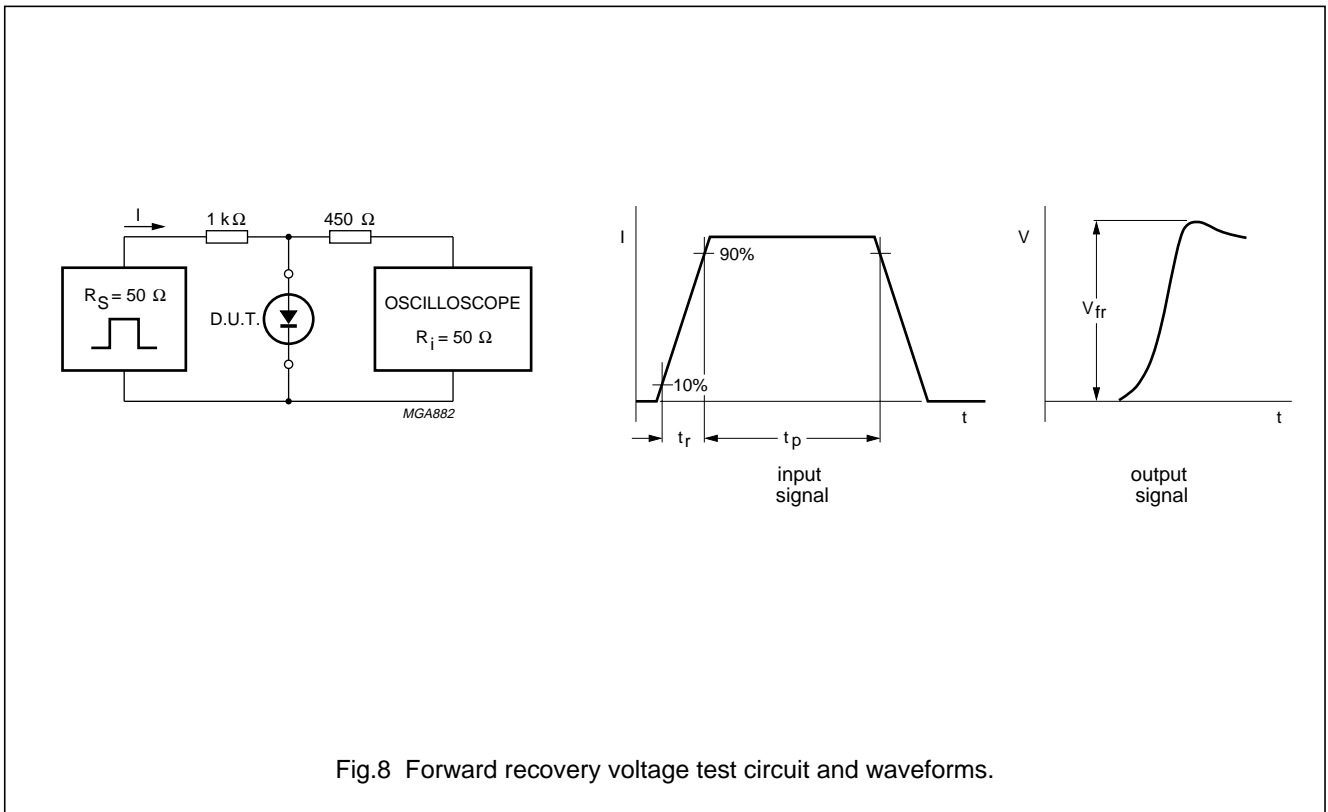 I
1 kΩ
450 Ω
R_S = 50 Ω
D.U.T.
OSCILLOSCOPE
R_i = 50 Ω
MGA882
I
90%
10%
t
t_r
t_p
input
signal
V
V_fr
t
output
signal
Fig.8 Forward recovery voltage test circuit and waveforms.